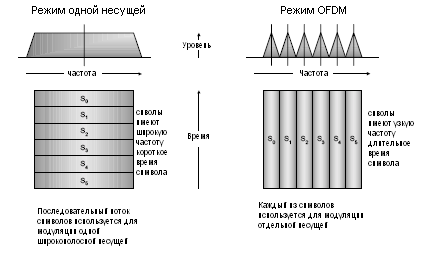 Режим одной несущей
Режим OFDM
Уровень
частота
Частота
S0
S1
S2
S3
S4
S5
символы
имеют
широкую
частоту
короткое
время
символа
Время
S0 S1 S2 S3 S4 S5
символы
имеют узкую
частоту
длительное
время
символа
Последовательный поток
символов используется для
модуляции одной
широкополосной несущей
Каждый из символов
используется для модуляции
отдельной несущей